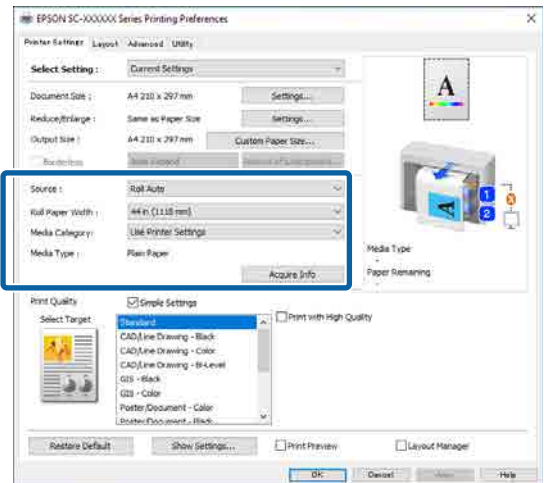 EPSON SC-XXXXXX Series Printing Preferences
Printer Settings Layout Advanced Utility
Select Setting : Current Settings
Document Size : A4 210 x 297 mm Settings...
Reduce/Enlarge : Same as Paper Size Settings...
Output Size : A4 210 x 297 mm Custom Paper Size...
Borderless
Source : Roll Auto
Roll Paper Width : 44 in (1118 mm)
Media Category : Use Printer Settings
Media Type : Plain Paper
Acquire Info
A
A
1
2
Media Type
-
Paper Remaining
-
Print Quality Simple Settings
Select Target
Standard
CAD/Line Drawing - Black
CAD/Line Drawing - Color
CAD/Line Drawing - Bi-Level
GIS - Black
GIS - Color
Poster/Document - Color
Poster/Document - Black
Print with High Quality
Restore Default Show Settings... Print Preview Layout Manager
OK Cancel Help